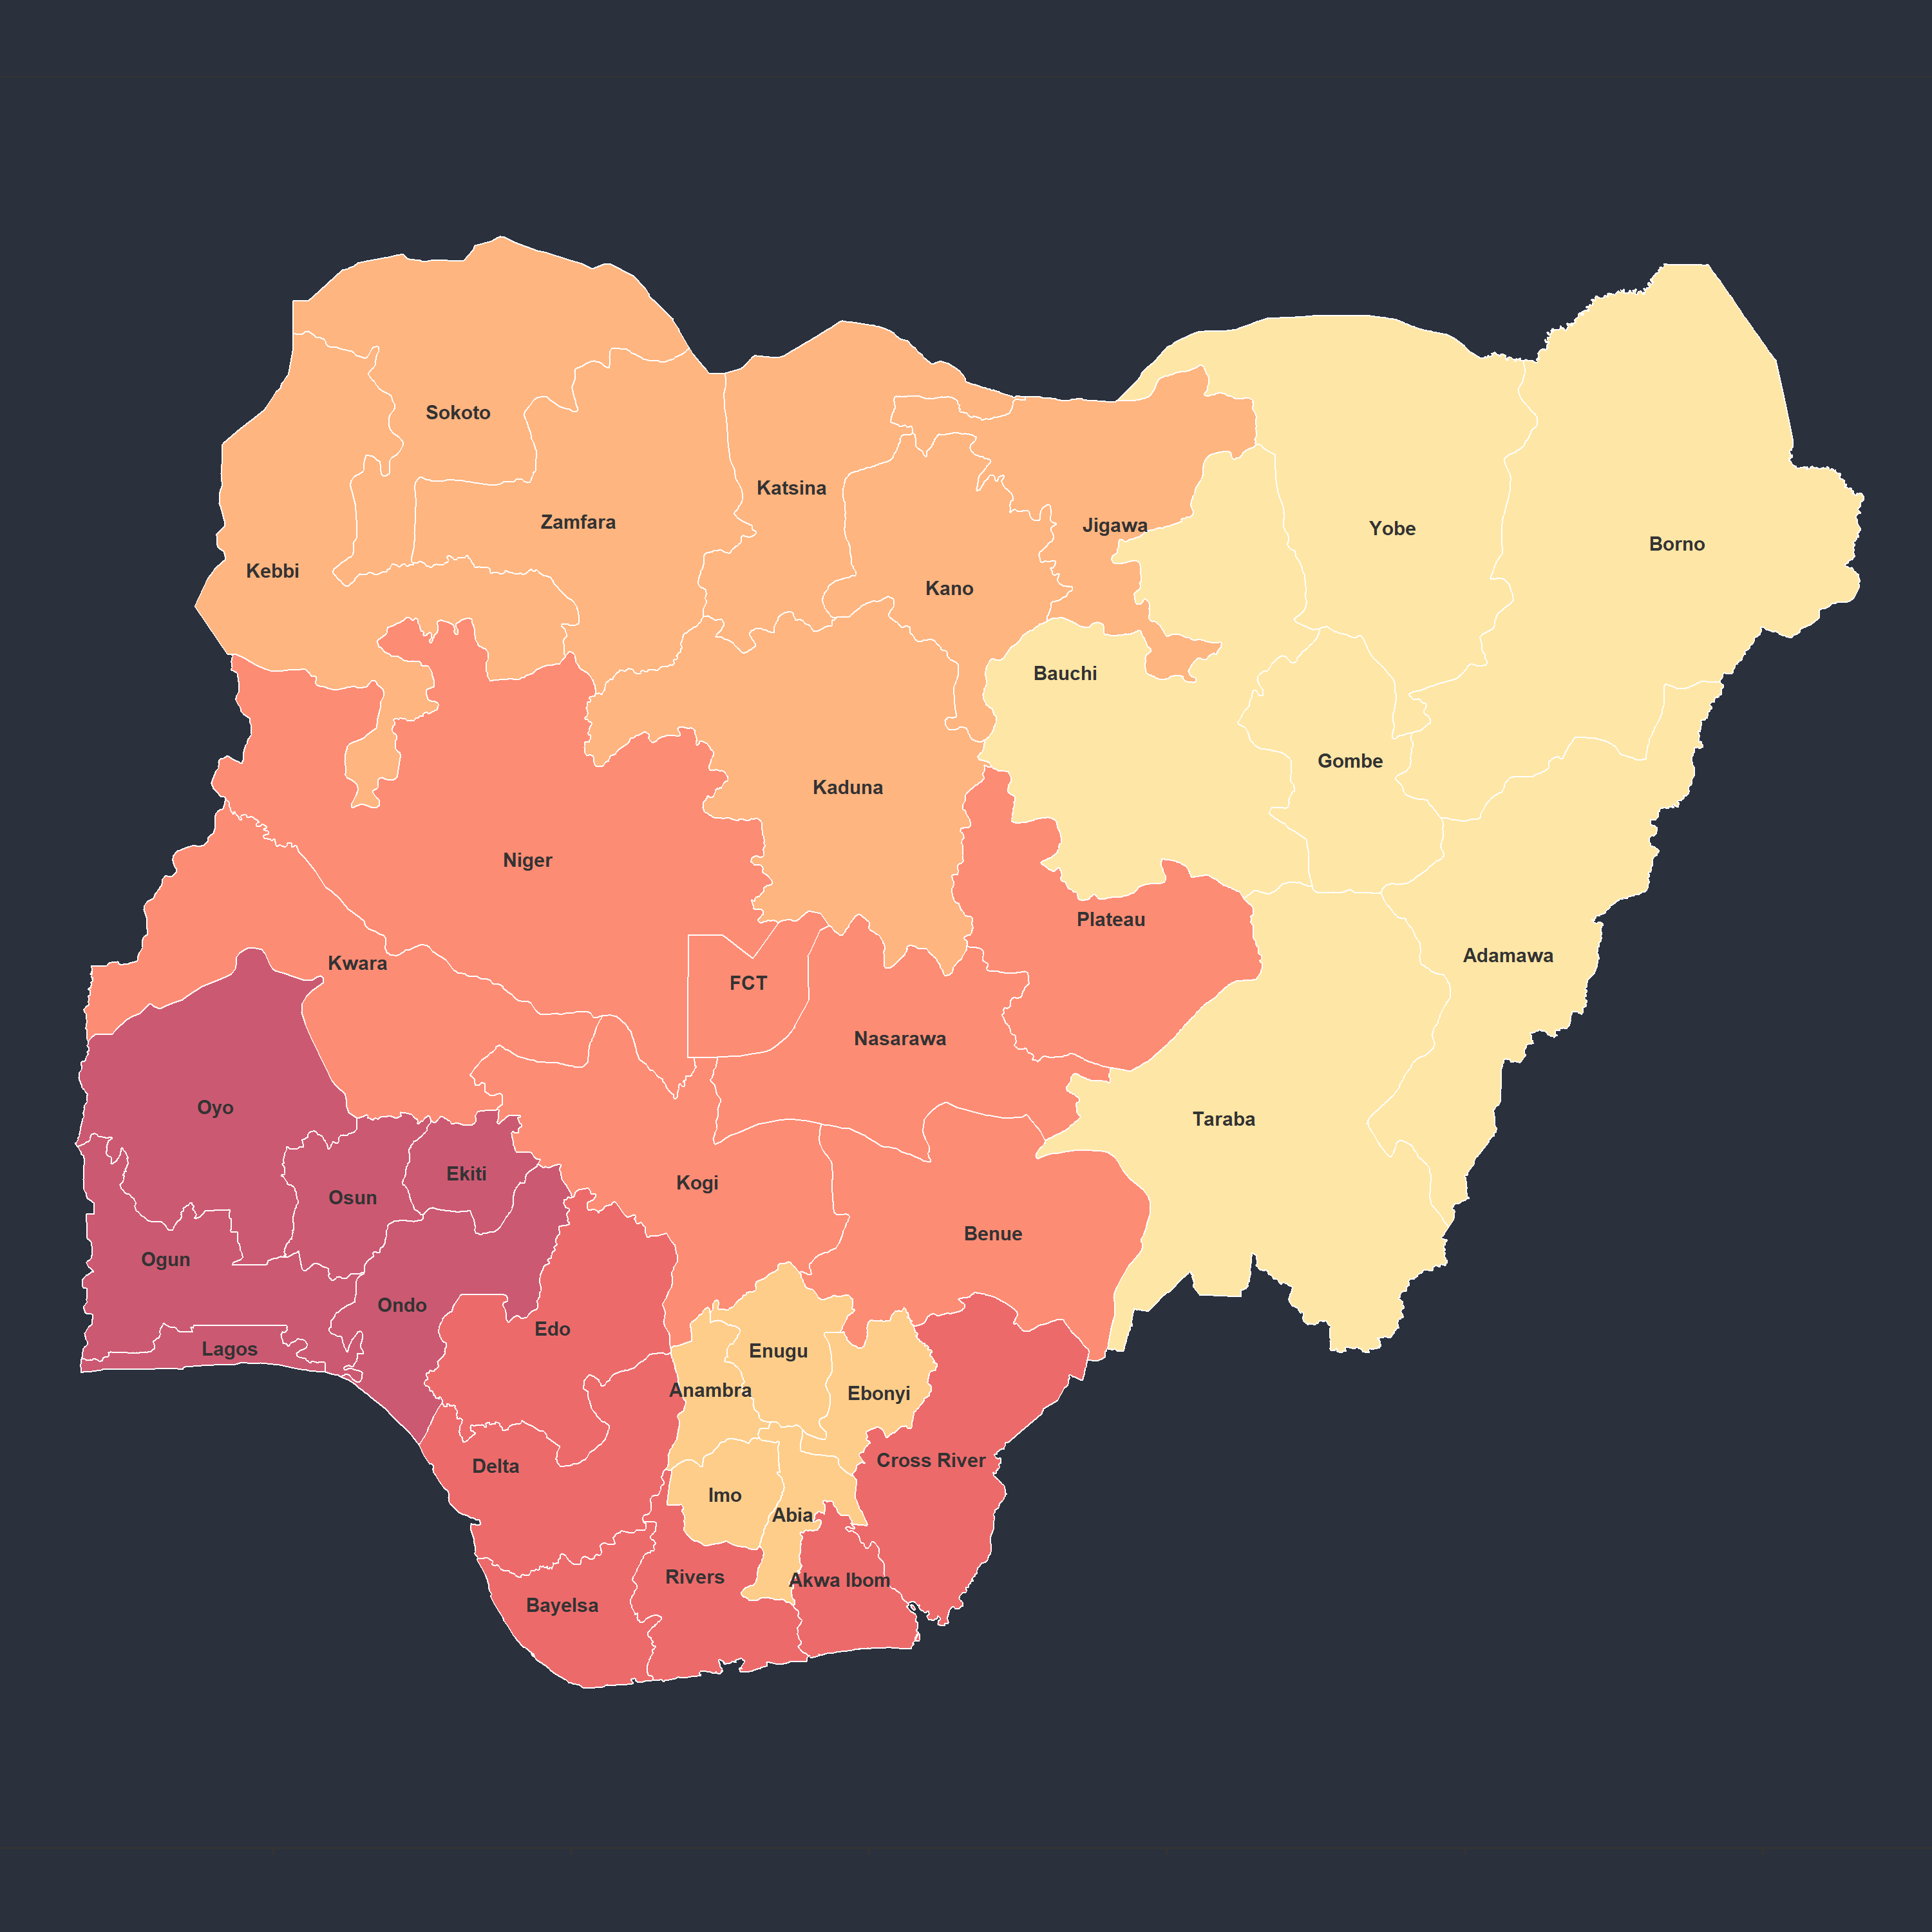 Sokoto
Katsina
Zamfara
Jigawa
Yobe
Borno
Kebbi
Kano
Bauchi
Gombe
Kaduna
Niger
Plateau
Adamawa
Kwara
FCT
Nasarawa
Oyo
Taraba
Ekiti
Kogi
Osun
Benue
Ogun
Ondo
Edo
Lagos
Enugu
Anambra
Ebonyi
Cross River
Delta
Imo
Abia
Rivers
Akwa Ibom
Bayelsa